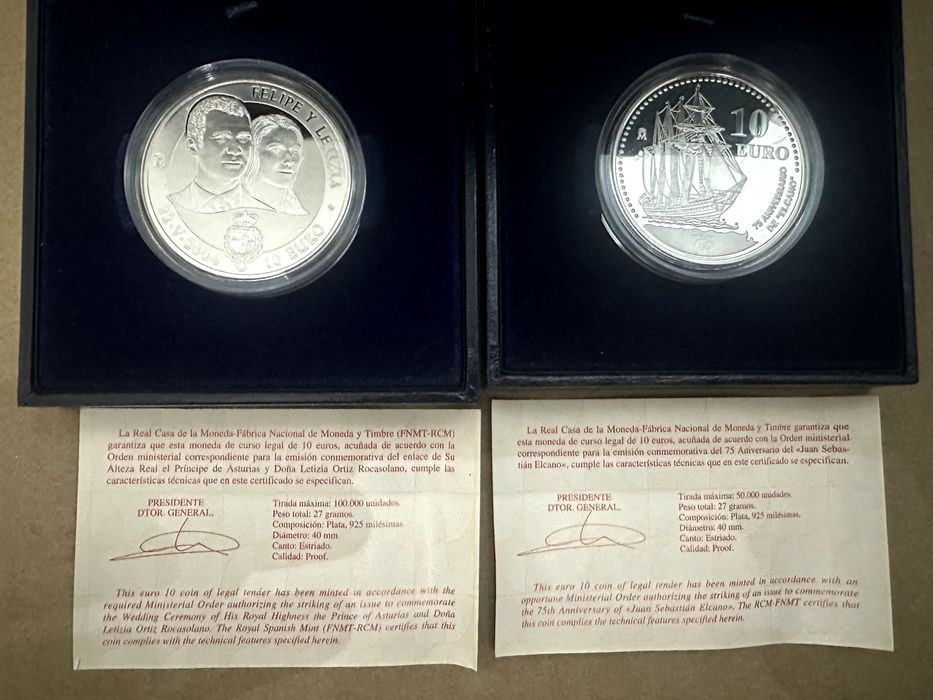 FELIPE Y LETIZIA
22-V-2004 10 EURO
10
EURO
75 ANIVERSARIO
DE "ELCANO"
La Real Casa de la Moneda-Fábrica Nacional de Moneda y Timbre (FNMT-RCM)
garantiza que esta moneda de curso legal de 10 euros, acuñada de acuerdo con la
Orden ministerial correspondiente para la emisión conmemorativa del enlace de Su
Alteza Real el Príncipe de Asturias y Doña Letizia Ortiz Rocasolano, cumple las
características técnicas que en este certificado se especifican.
PRESIDENTE
DTOR. GENERAL,
Tirada máxima: 100.000 unidades.
Peso total: 27 gramos.
Composición: Plata, 925 milésimas.
Diámetro: 40 mm.
Canto: Estriado.
Calidad: Proof.
This euro 10 coin of legal tender has been minted in accordance with the
required Ministerial Order authorizing the striking of an issue to commemorate
the Wedding Ceremony of His Royal Highness the Prince of Asturias and Doña
Letizia Ortiz Rocasolano. The Royal Spanish Mint (FNMT-RCM) certifies that this
coin complies with the technical features specified herein.
La Real Casa de la Moneda-Fábrica Nacional de Moneda y Timbre garantiza que
esta moneda de curso legal de 10 euros, acuñada de acuerdo con la Orden ministerial
correspondiente para la emisión conmemorativa del 75 Aniversario del «Juan Sebas-
tián Elcano», cumple las características técnicas que en este certificado se especifican.
PRESIDENTE
DTOR. GENERAL,
Tirada máxima: 50.000 unidades.
Peso total: 27 gramos.
Composición: Plata, 925 milésimas.
Diámetro: 40 mm.
Canto: Estriado.
Calidad: Proof.
This euro 10 coin of legal tender has been minted in accordance with an
opportune Ministerial Order authorizing the striking of an issue to commemorate
the 75th Anniversary of «Juan Sebastián Elcano». The RCM-FNMT certifies that
this coin complies the technical features specified herein.